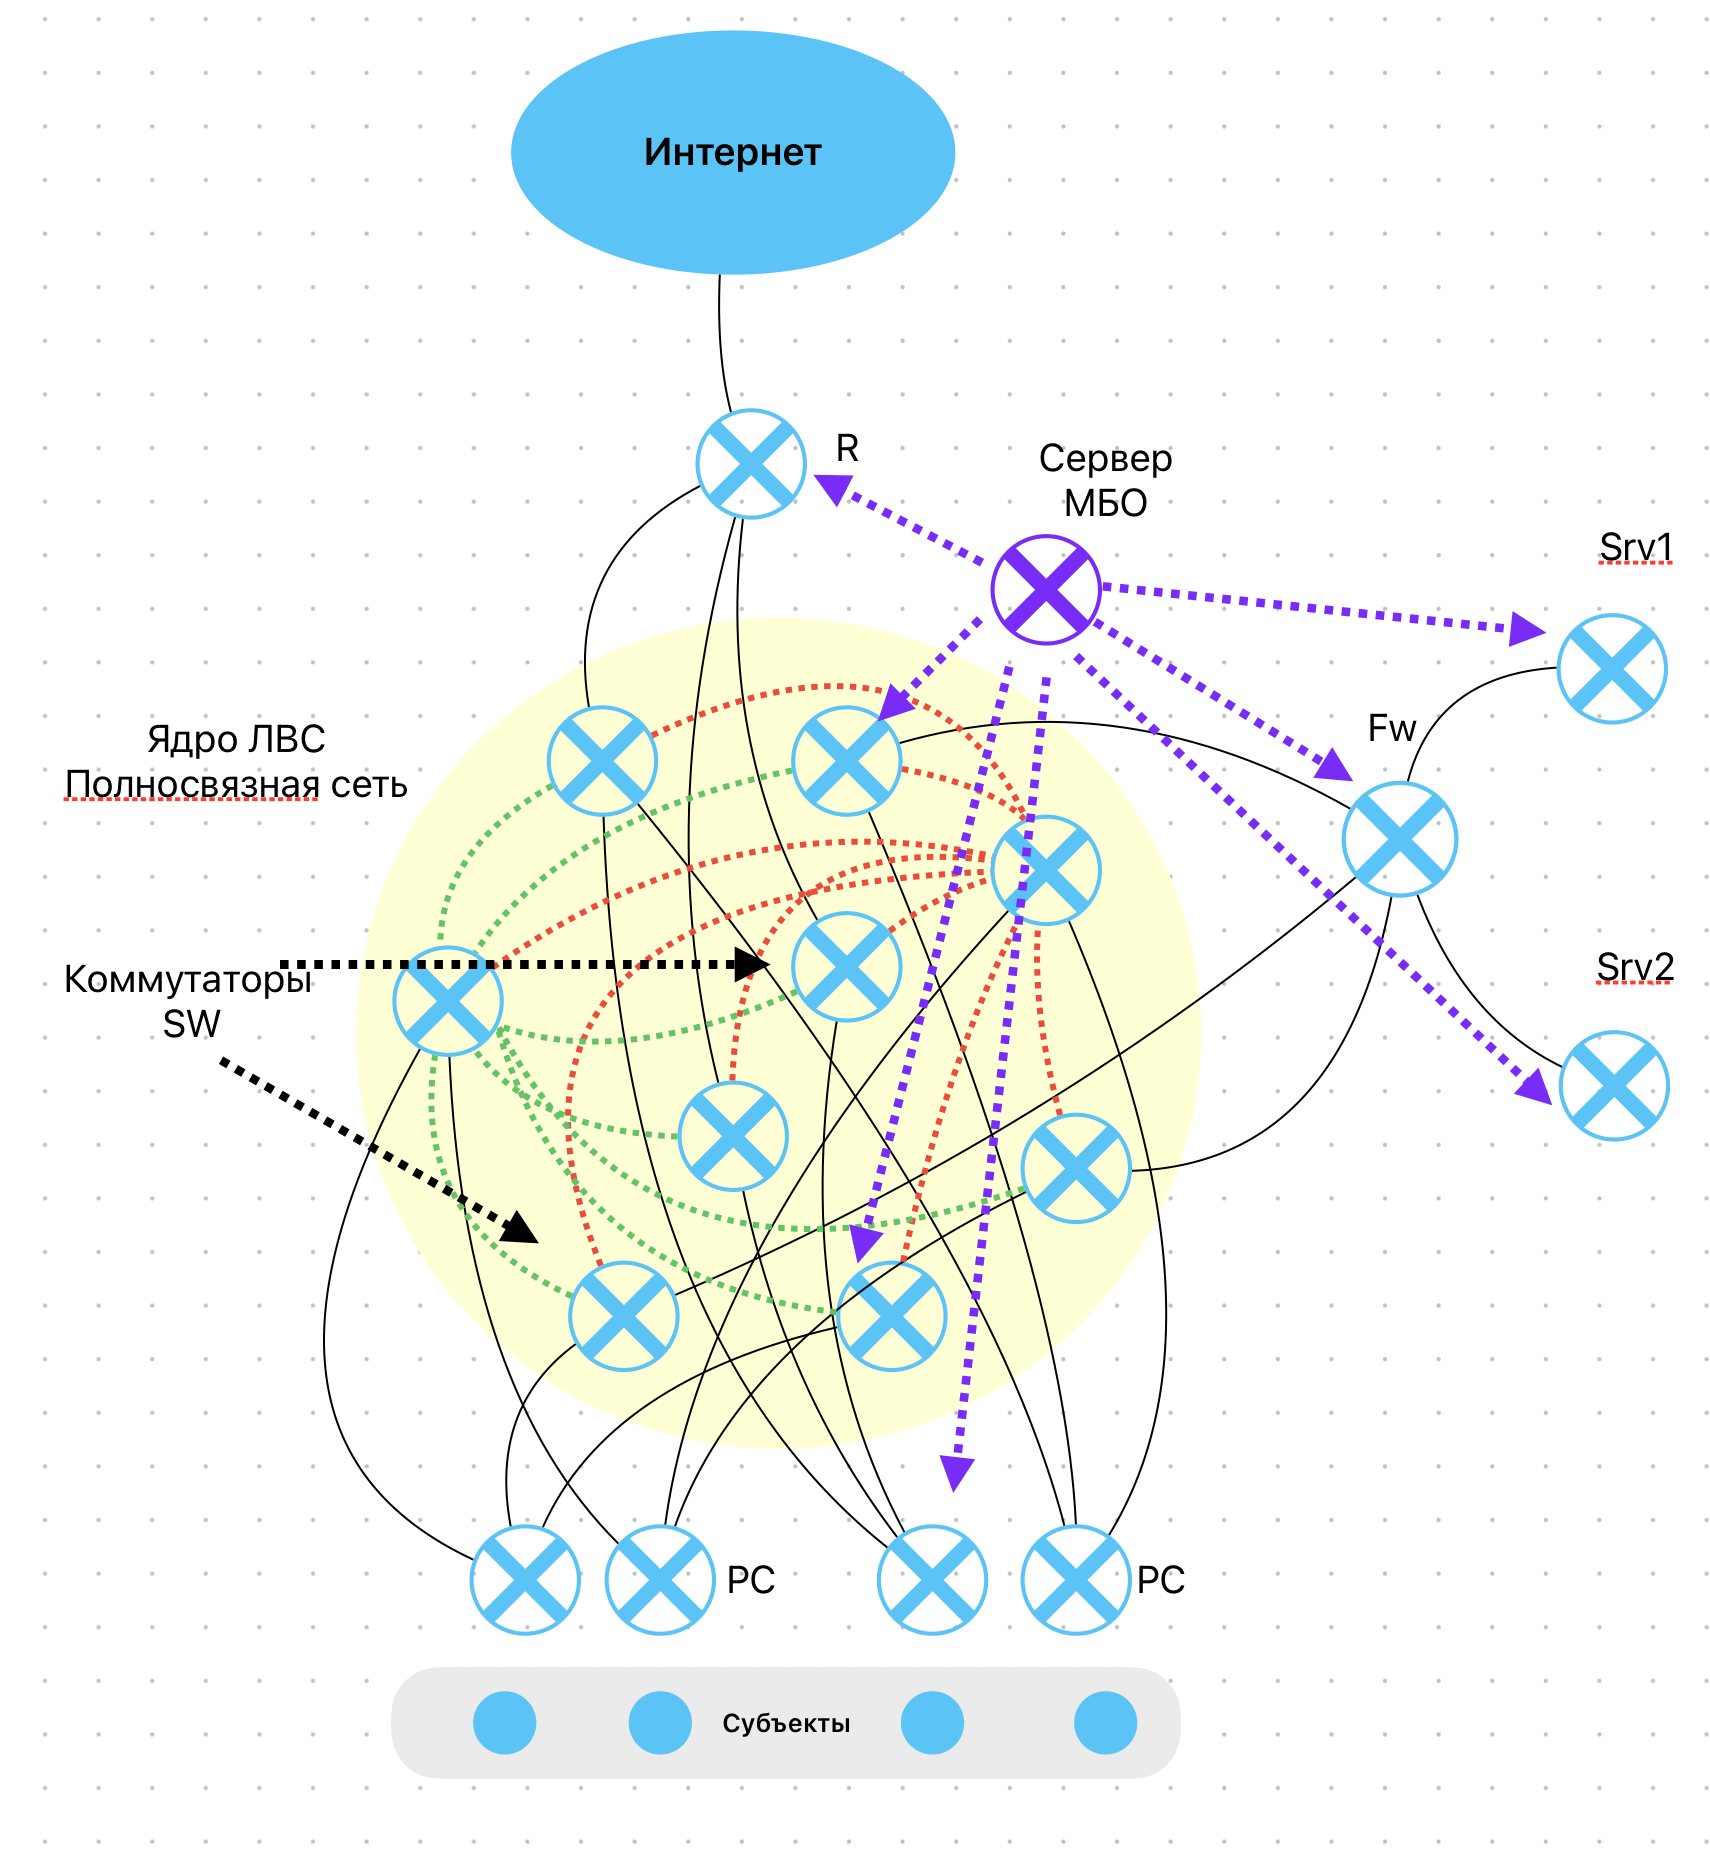 Интернет
R
Сервер
МБО
Srv1
Fw
Ядро ЛВС
Полносвязная сеть
Коммутаторы
SW
Srv2
PC
PC
Субъекты